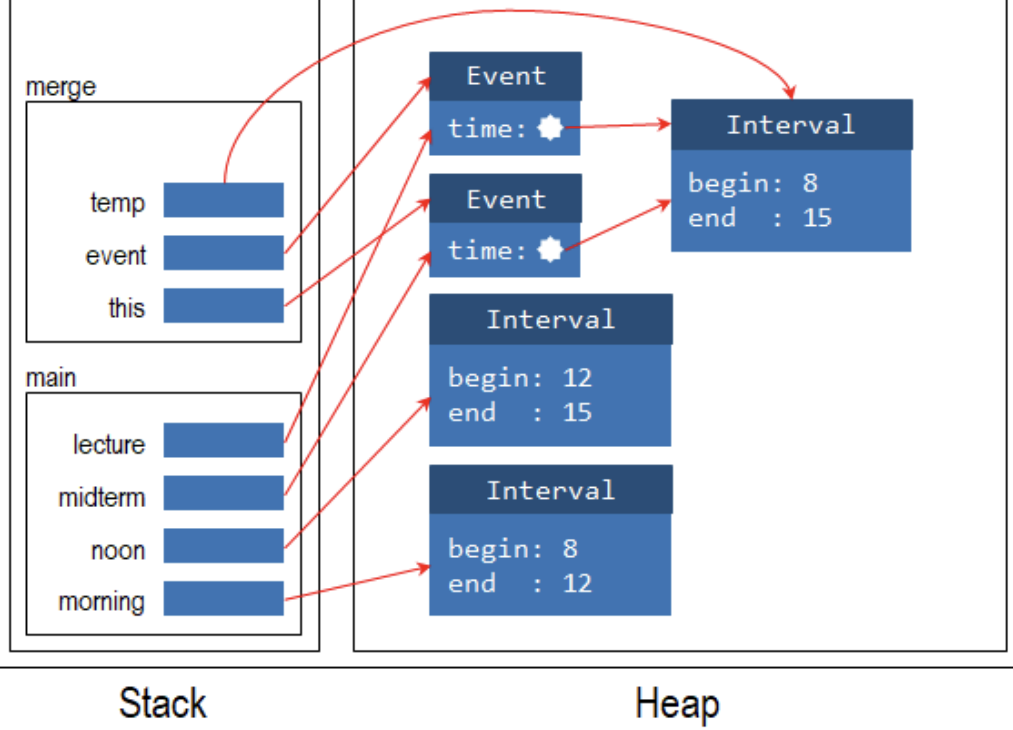 merge
temp
event
this
main
lecture
midterm
noon
morning
Event
time:
Event
time:
Interval
begin: 8
end : 15
Interval
begin: 12
end : 15
Interval
begin: 8
end : 12
Stack
Heap